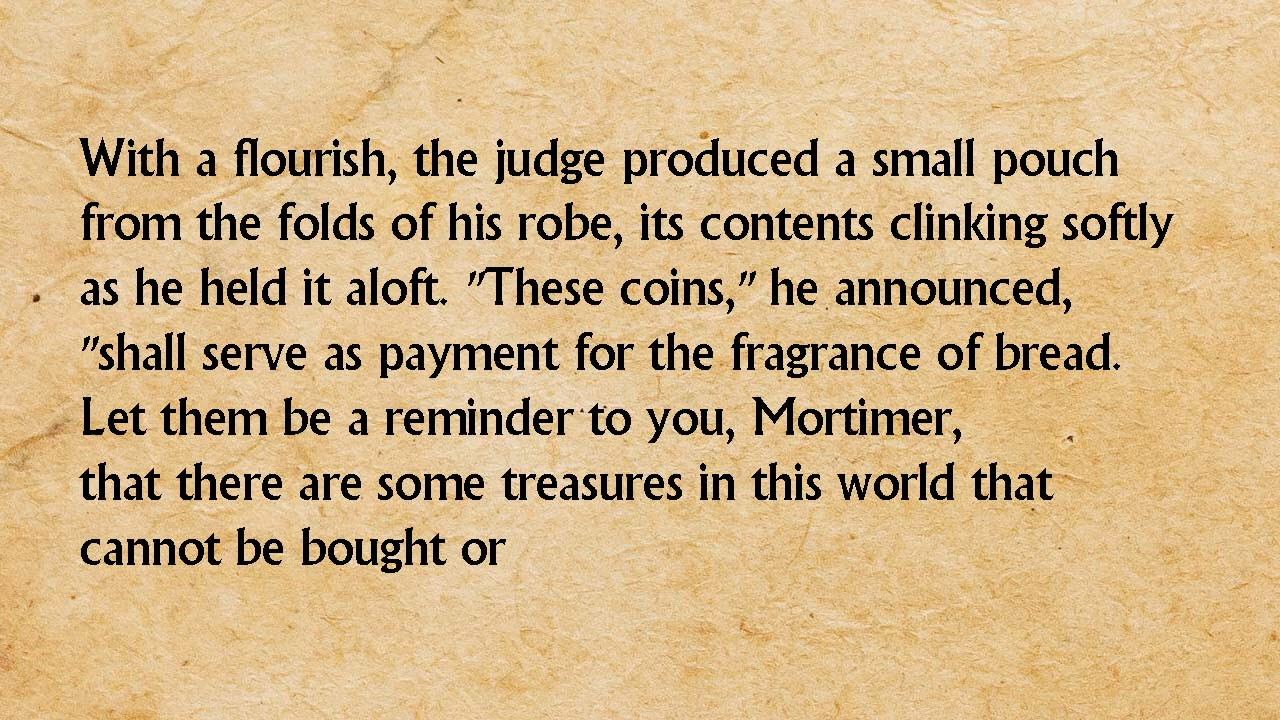 With a flourish, the judge produced a small pouch
from the folds of his robe, its contents clinking softly
as he held it aloft. "These coins," he announced,
"shall serve as payment for the fragrance of bread.
Let them be a reminder to you, Mortimer,
that there are some treasures in this world that
cannot be bought or